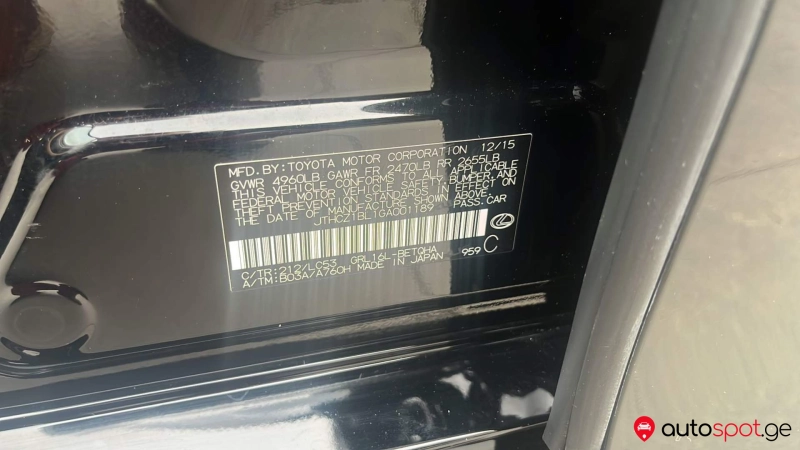 MFD. BY: TOYOTA MOTOR CORPORATION 12/15
GVWR 4960LB GAWR FR 2470LB RR 2655LB
THIS VEHICLE CONFORMS TO ALL APPLICABLE
FEDERAL MOTOR VEHICLE SAFETY, BUMPER, AND
THEFT PREVENTION STANDARDS IN EFFECT ON
THE DATE OF MANUFACTURE SHOWN ABOVE.
JTHCZ1BL1GA001189 PASS.CAR
C/TR: 212/LC53 GRL16L-BETQHA 959 C
A/TM: B03A/A760H MADE IN JAPAN
autospot.ge